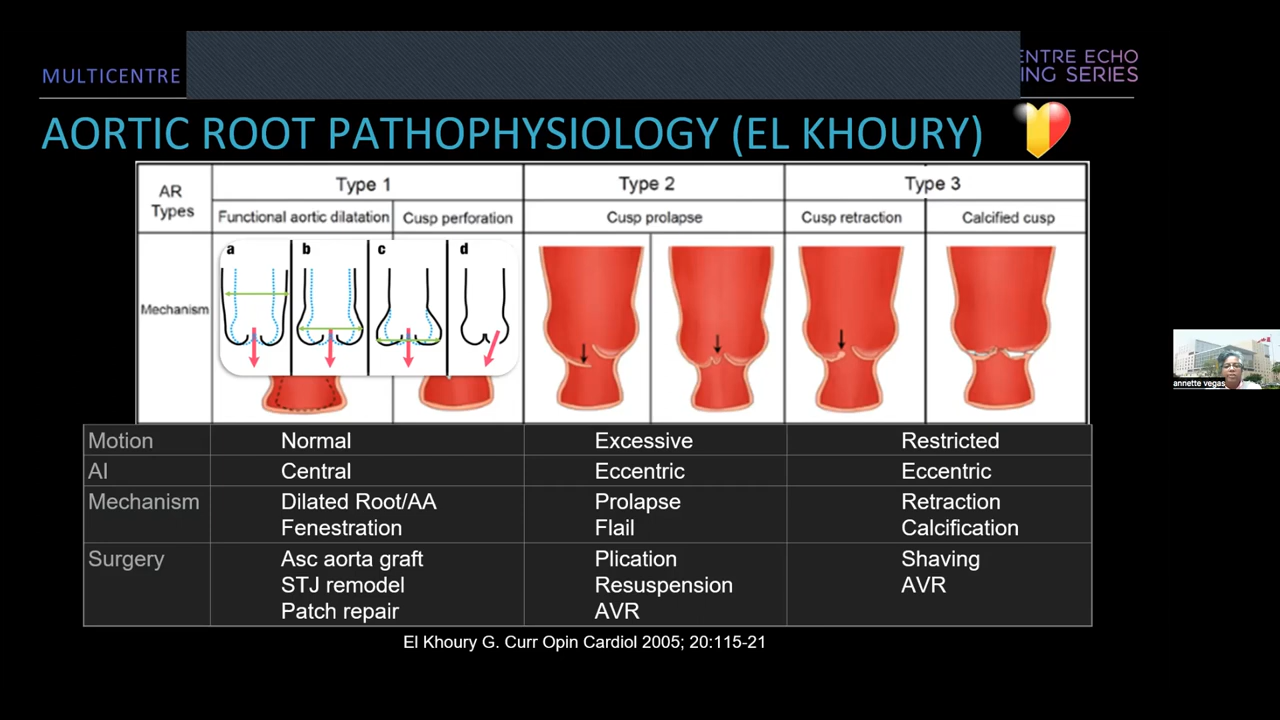 MULTICENTRE
ENTRE ECHO
ING SERIES
AORTIC ROOT PATHOPHYSIOLOGY (EL KHOURY)
AR Types
Type 1
Type 2
Type 3
Functional aortic dilatation
Cusp perforation
Cusp prolapse
Cusp retraction
Calcified cusp
Mechanism
a
b
c
d
Motion
Normal
Excessive
Restricted
AI
Central
Eccentric
Eccentric
Mechanism
Dilated Root/AA
Fenestration
Prolapse
Flail
Retraction
Calcification
Surgery
Asc aorta graft
STJ remodel
Patch repair
Plication
Resuspension
AVR
Shaving
AVR
El Khoury G. Curr Opin Cardiol 2005; 20:115-21
annette vegas